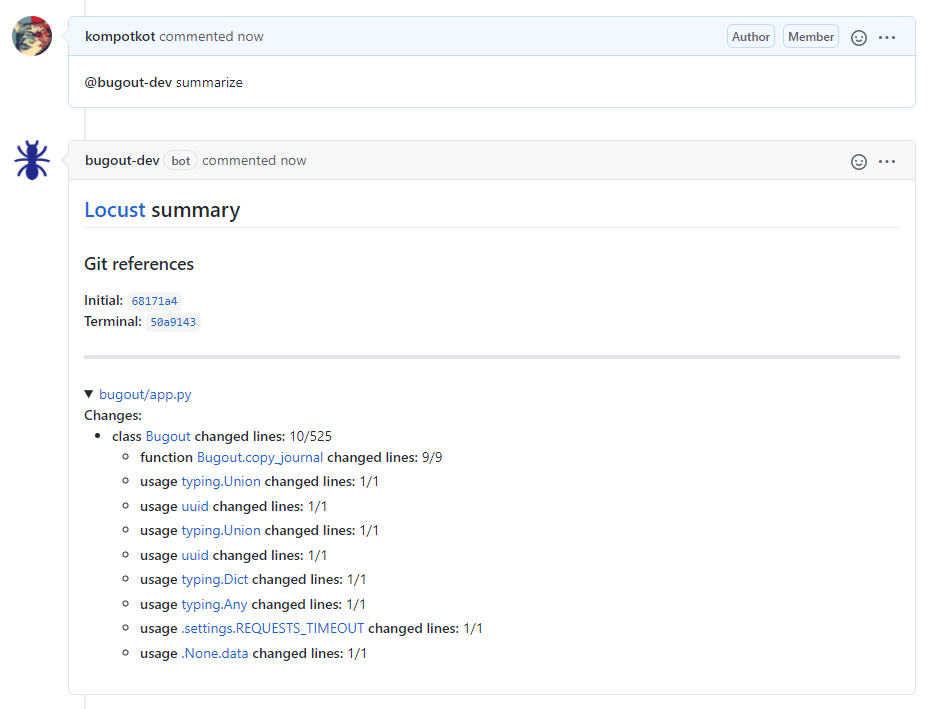 kompotkot commented now Author Member
@bugout-dev summarize
bugout-dev bot commented now
Locust summary
Git references
Initial: 68171a4
Terminal: 50a9143
bugout/app.py
Changes:
class Bugout changed lines: 10/525
function Bugout.copy_journal changed lines: 9/9
usage typing.Union changed lines: 1/1
usage uuid changed lines: 1/1
usage typing.Union changed lines: 1/1
usage uuid changed lines: 1/1
usage typing.Dict changed lines: 1/1
usage typing.Any changed lines: 1/1
usage .settings.REQUESTS_TIMEOUT changed lines: 1/1
usage .None.data changed lines: 1/1